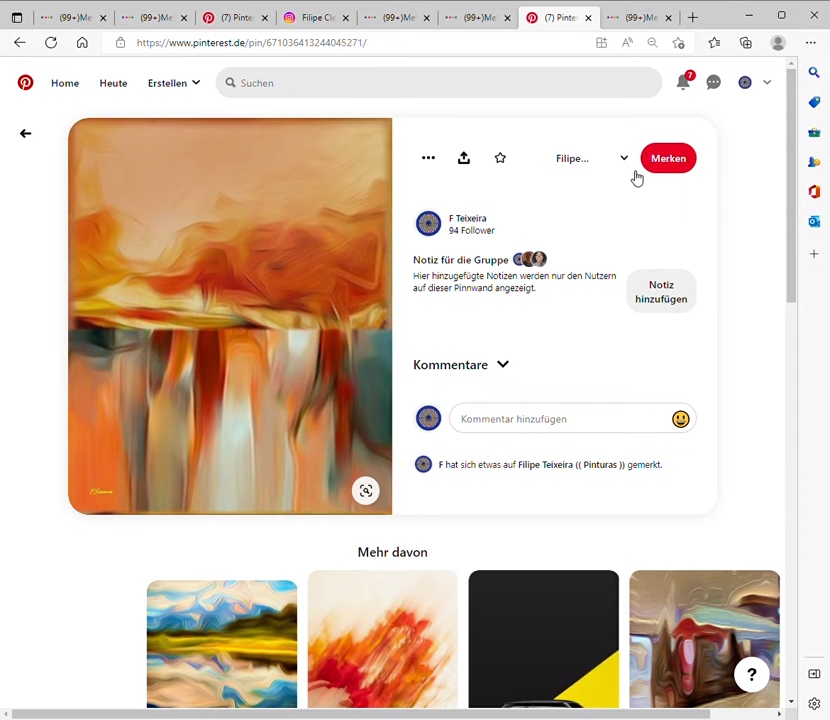 (99+) Me
(99+) Me
(7) Pinte
Filipe Cle
(99+) Me
(99+) Me
(7) Pinte
(99+) Me
https://www.pinterest.de/pin/671036413244045271/
Home
Heute
Erstellen
Suchen
7
Filipe...
Merken
F Teixeira
94 Follower
Notiz für die Gruppe
Hier hinzugefügte Notizen werden nur den Nutzern
auf dieser Pinnwand angezeigt.
Notiz
hinzufügen
Kommentare
Kommentar hinzufügen
F hat sich etwas auf Filipe Teixeira (( Pinturas )) gemerkt.
Mehr davon
?